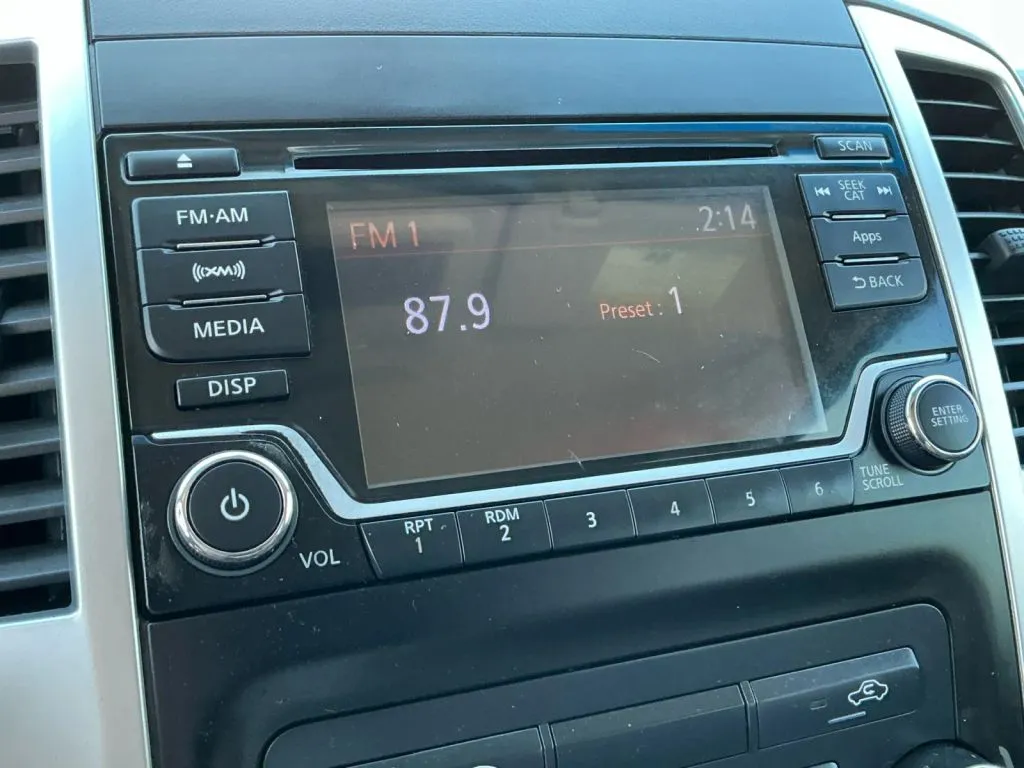 SCAN
FM·AM
SEEK
CAT
FM 1
2:14
XM
Apps
87.9
Preset : 1
BACK
MEDIA
DISP
ENTER
SETTING
TUNE
SCROLL
VOL
RPT
1
RDM
2
3
4
5
6